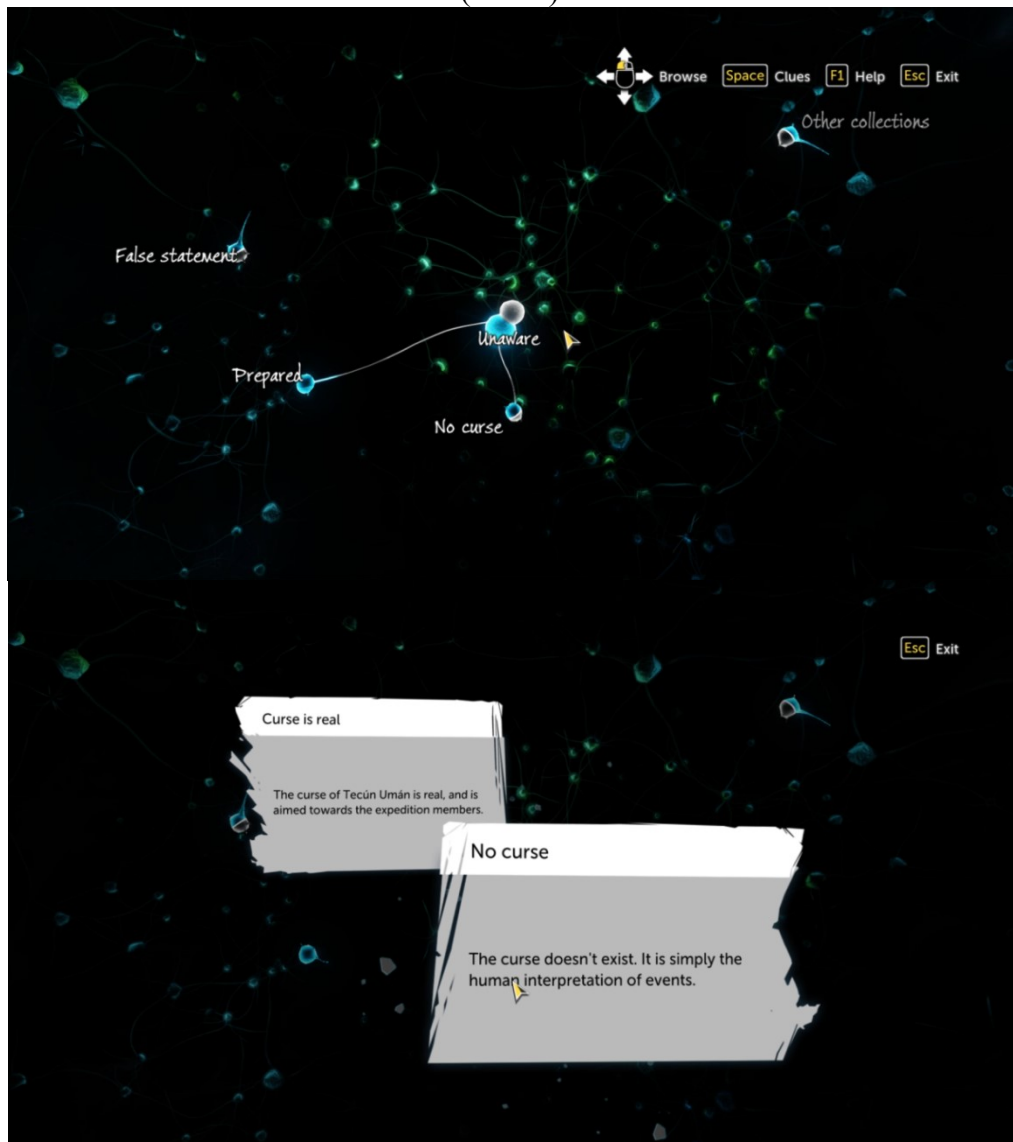 Browse Space Clues F1 Help Esc Exit
Other collections
False statement
Unaware
Prepared
No curse
Esc Exit
Curse is real
The curse of Tecún Umán is real, and is
aimed towards the expedition members.
No curse
The curse doesn't exist. It is simply the
human interpretation of events.